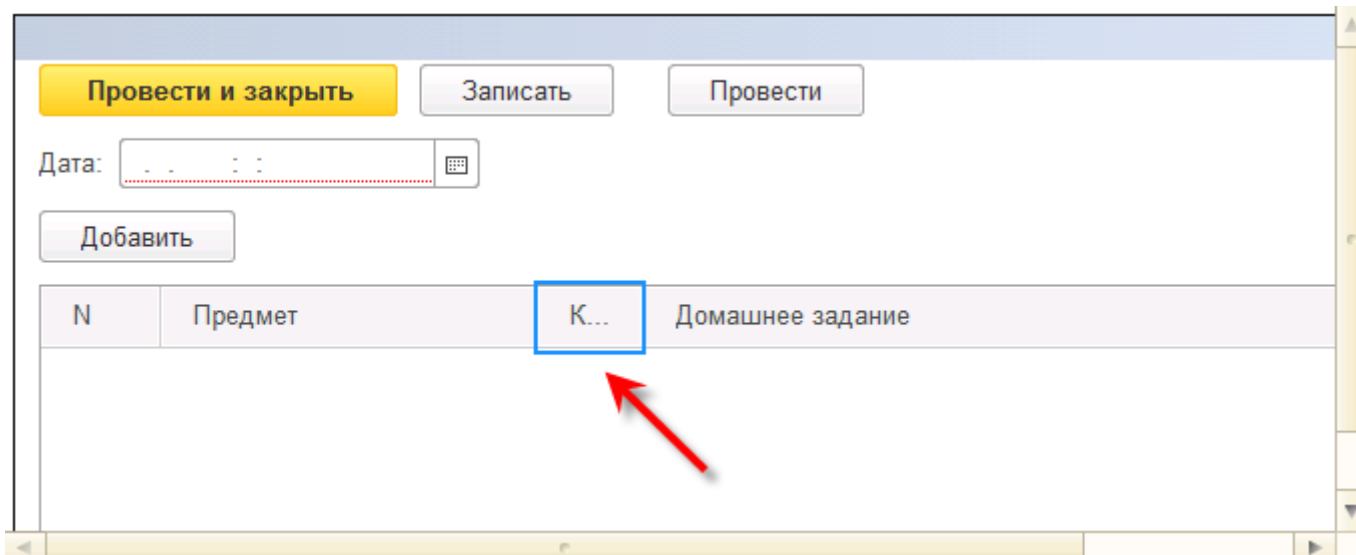 Провести и закрыть Записать Провести
Дата: . . : :
Добавить
N Предмет К... Домашнее задание